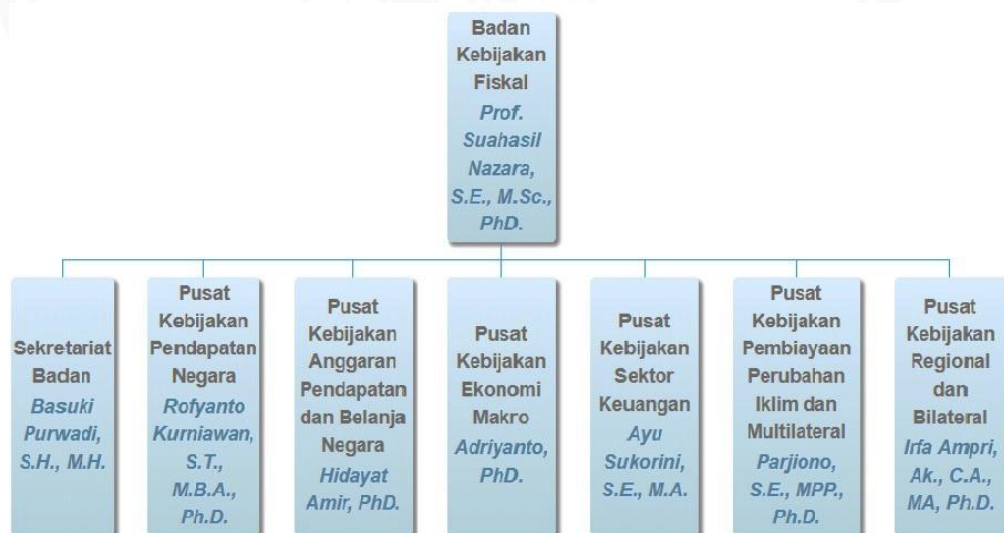 Badan
Kebijakan
Fiskal
Prof.
Suahasil
Nazara,
S.E., M.Sc.,
PhD.
Sekretariat
Badan
Basuki
Purwadi,
S.H., M.H.
Pusat
Kebijakan
Pendapatan
Negara
Rofyanto
Kurniawan,
S.T.,
M.B.A.,
Ph.D.
Pusat
Kebijakan
Anggaran
Pendapatan
dan Belanja
Negara
Hidayat
Amir, PhD.
Pusat
Kebijakan
Ekonomi
Makro
Adriyanto,
PhD.
Pusat
Kebijakan
Sektor
Keuangan
Ayu
Sukorini,
S.E., M.A.
Pusat
Kebijakan
Pembiayaan
Perubahan
Iklim dan
Multilateral
Parjiono,
S.E., MPP.,
Ph.D.
Pusat
Kebijakan
Regional
dan
Bilateral
Irfa Ampri,
Ak., C.A.,
MA, Ph.D.